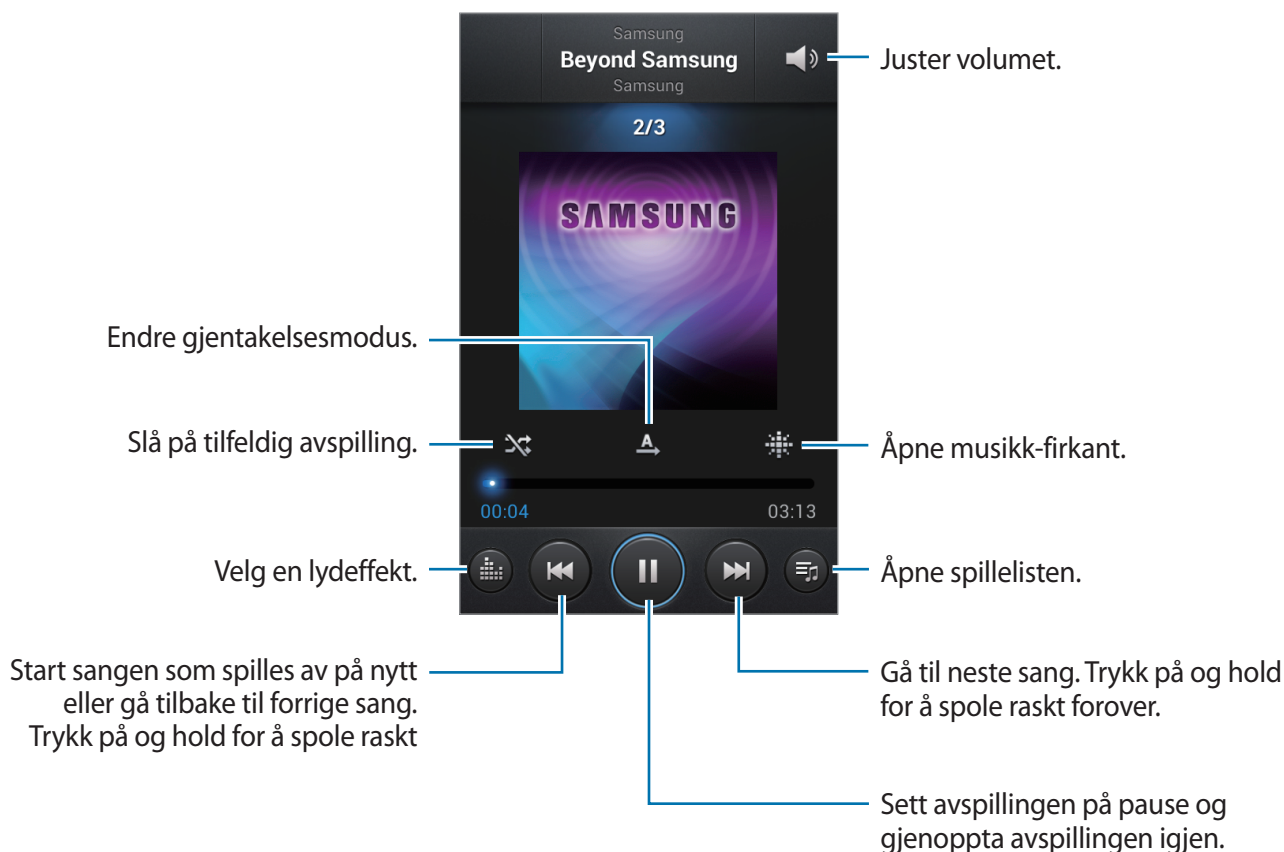 Samsung
Beyond Samsung
Samsung
Juster volumet.
2/3
SAMSUNG
Endre gjentakelsesmodus.
Slå på tilfeldig avspilling.
A
Åpne musikk-firkant.
00:04
03:13
Velg en lydeffekt.
Åpne spillelisten.
Start sangen som spilles av på nytt
eller gå tilbake til forrige sang.
Trykk på og hold for å spole raskt
Gå til neste sang. Trykk på og hold
for å spole raskt forover.
Sett avspillingen på pause og
gjenoppta avspillingen igjen.